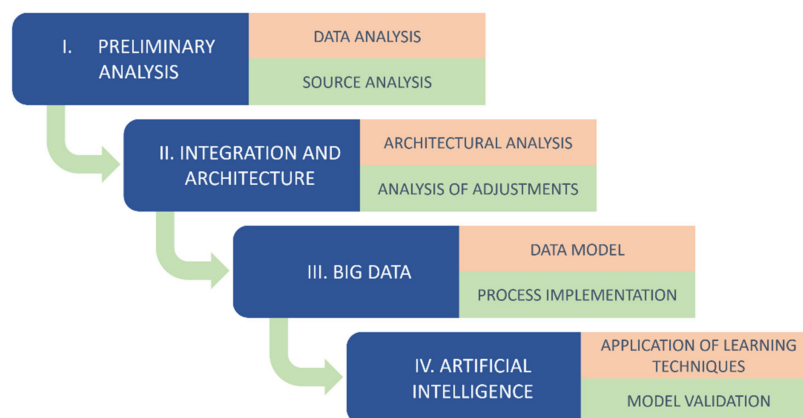 I. PRELIMINARY
ANALYSIS
DATA ANALYSIS
SOURCE ANALYSIS
II. INTEGRATION AND
ARCHITECTURE
ARCHITECTURAL ANALYSIS
ANALYSIS OF ADJUSTMENTS
III. BIG DATA
DATA MODEL
PROCESS IMPLEMENTATION
IV. ARTIFICIAL
INTELLIGENCE
APPLICATION OF LEARNING
TECHNIQUES
MODEL VALIDATION